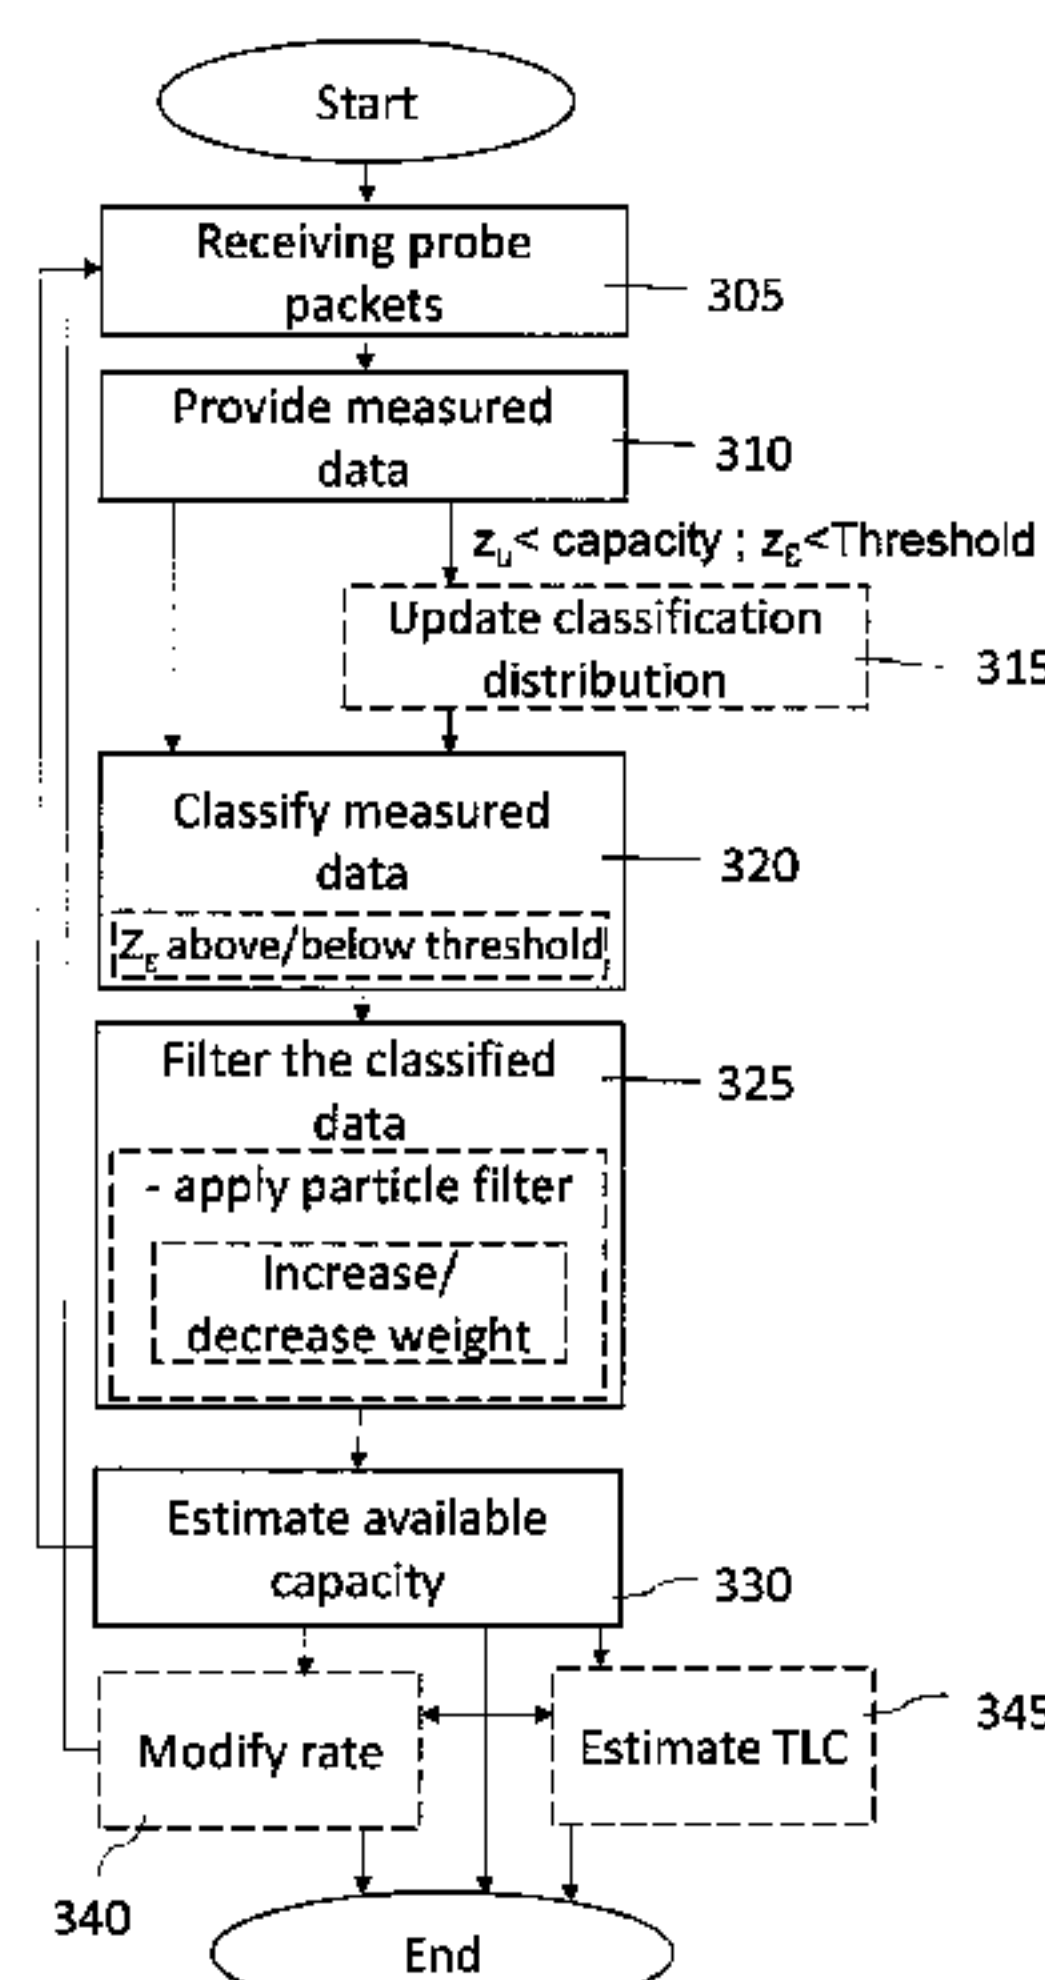 Start
Receiving probe
packets
305
Provide measured
data
310
zᵤ< capacity ; z_ε<Threshold
Update classification
distribution
315
Classify measured
data
320
Z_ε above/below threshold
Filter the classified
data
325
- apply particle filter
Increase/
decrease weight
Estimate available
capacity
330
Modify rate
Estimate TLC
345
340
End